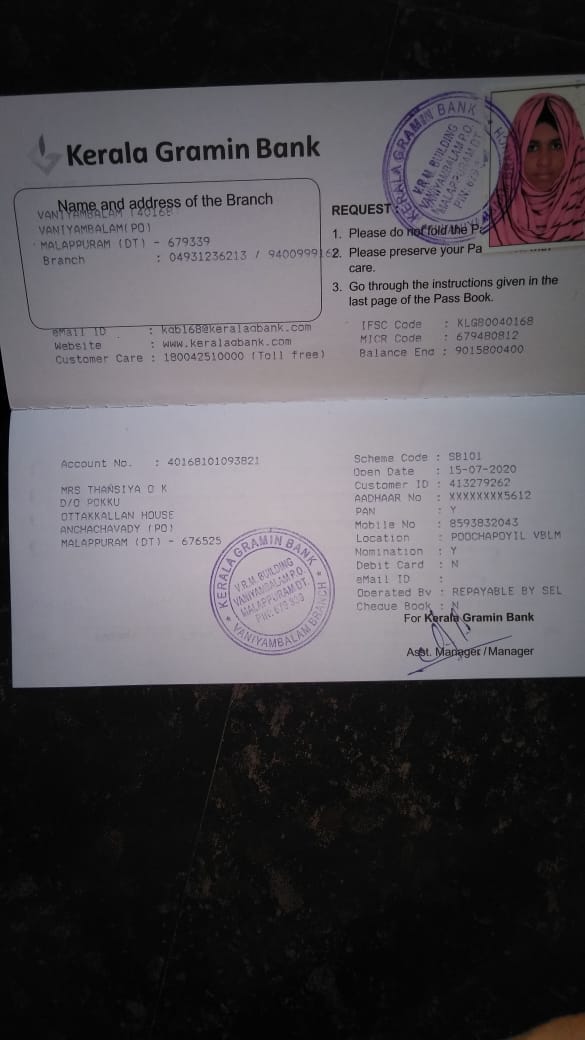 Kerala Gramin Bank
Name and address of the Branch
VANIYAMBALAM (40168)
VANIYAMBALAM(PO)
MALAPPURAM (DT) - 679339
Branch : 04931236213 / 9400999162
eMail ID : kgb168@keralagbank.com
Website : www.keralagbank.com
Customer Care : 180042510000 (Toll free)
KERALA GRAMIN BANK
V.R.M. BUILDING
VANIYAMBALAM P.O.
MALAPPURAM DT.
PIN: 679
REQUEST
1. Please do not fold the Pa
2. Please preserve your Pa
care.
3. Go through the instructions given in the
last page of the Pass Book.
IFSC Code : KLGB0040168
MICR Code : 679480812
Balance Enq : 9015800400
Account No. : 40168101093821
MRS THANSIYA O K
D/O POKKU
OTTAKKALLAN HOUSE
ANCHACHAVADY (PO)
MALAPPURAM (DT) - 676525
KERALA GRAMIN BANK
V.R.M. BUILDING
VANIYAMBALAM P.O.
MALAPPURAM DT.
PIN: 679 339
* VANIYAMBALAM BRANCH *
Scheme Code : SB101
Open Date : 15-07-2020
Customer ID : 413279262
AADHAAR No : XXXXXXXX5612
PAN : Y
Mobile No : 8593832043
Location : POOCHAPOYIL VBLM
Nomination : Y
Debit Card : N
eMail ID :
Operated By : REPAYABLE BY SEL
Cheque Book : N
For Kerala Gramin Bank
Asst. Manager / Manager